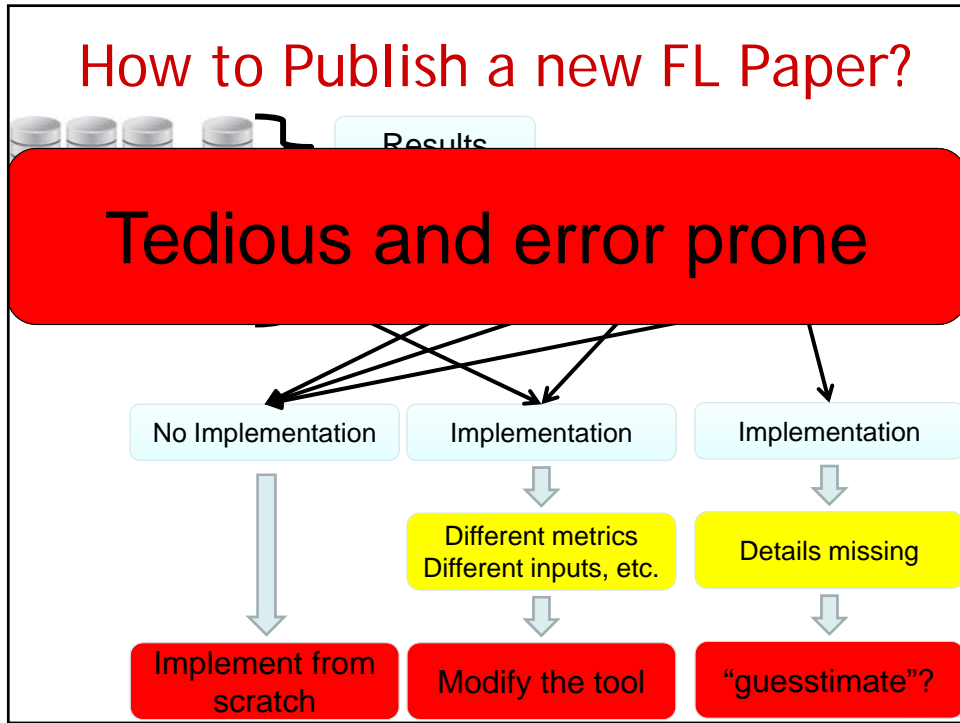 How to Publish a new FL Paper?
Results
Tedious and error prone
No Implementation
Implementation
Implementation
Different metrics
Different inputs, etc.
Details missing
Implement from
scratch
Modify the tool
“guesstimate”?